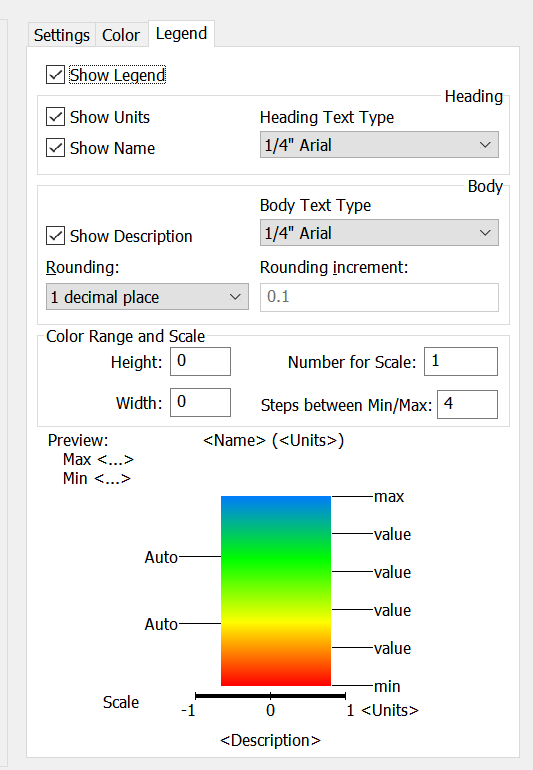 Settings Color Legend
Show Legend
Heading
Show Units Heading Text Type
Show Name 1/4" Arial
Body
Body Text Type
Show Description 1/4" Arial
Rounding: Rounding increment:
1 decimal place 0.1
Color Range and Scale
Height: 0 Number for Scale: 1
Width: 0 Steps between Min/Max: 4
Preview: <Name> (<Units>)
Max <...>
Min <...>
max
value
Auto
value
value
Auto
value
min
Scale -1 0 1 <Units>
<Description>